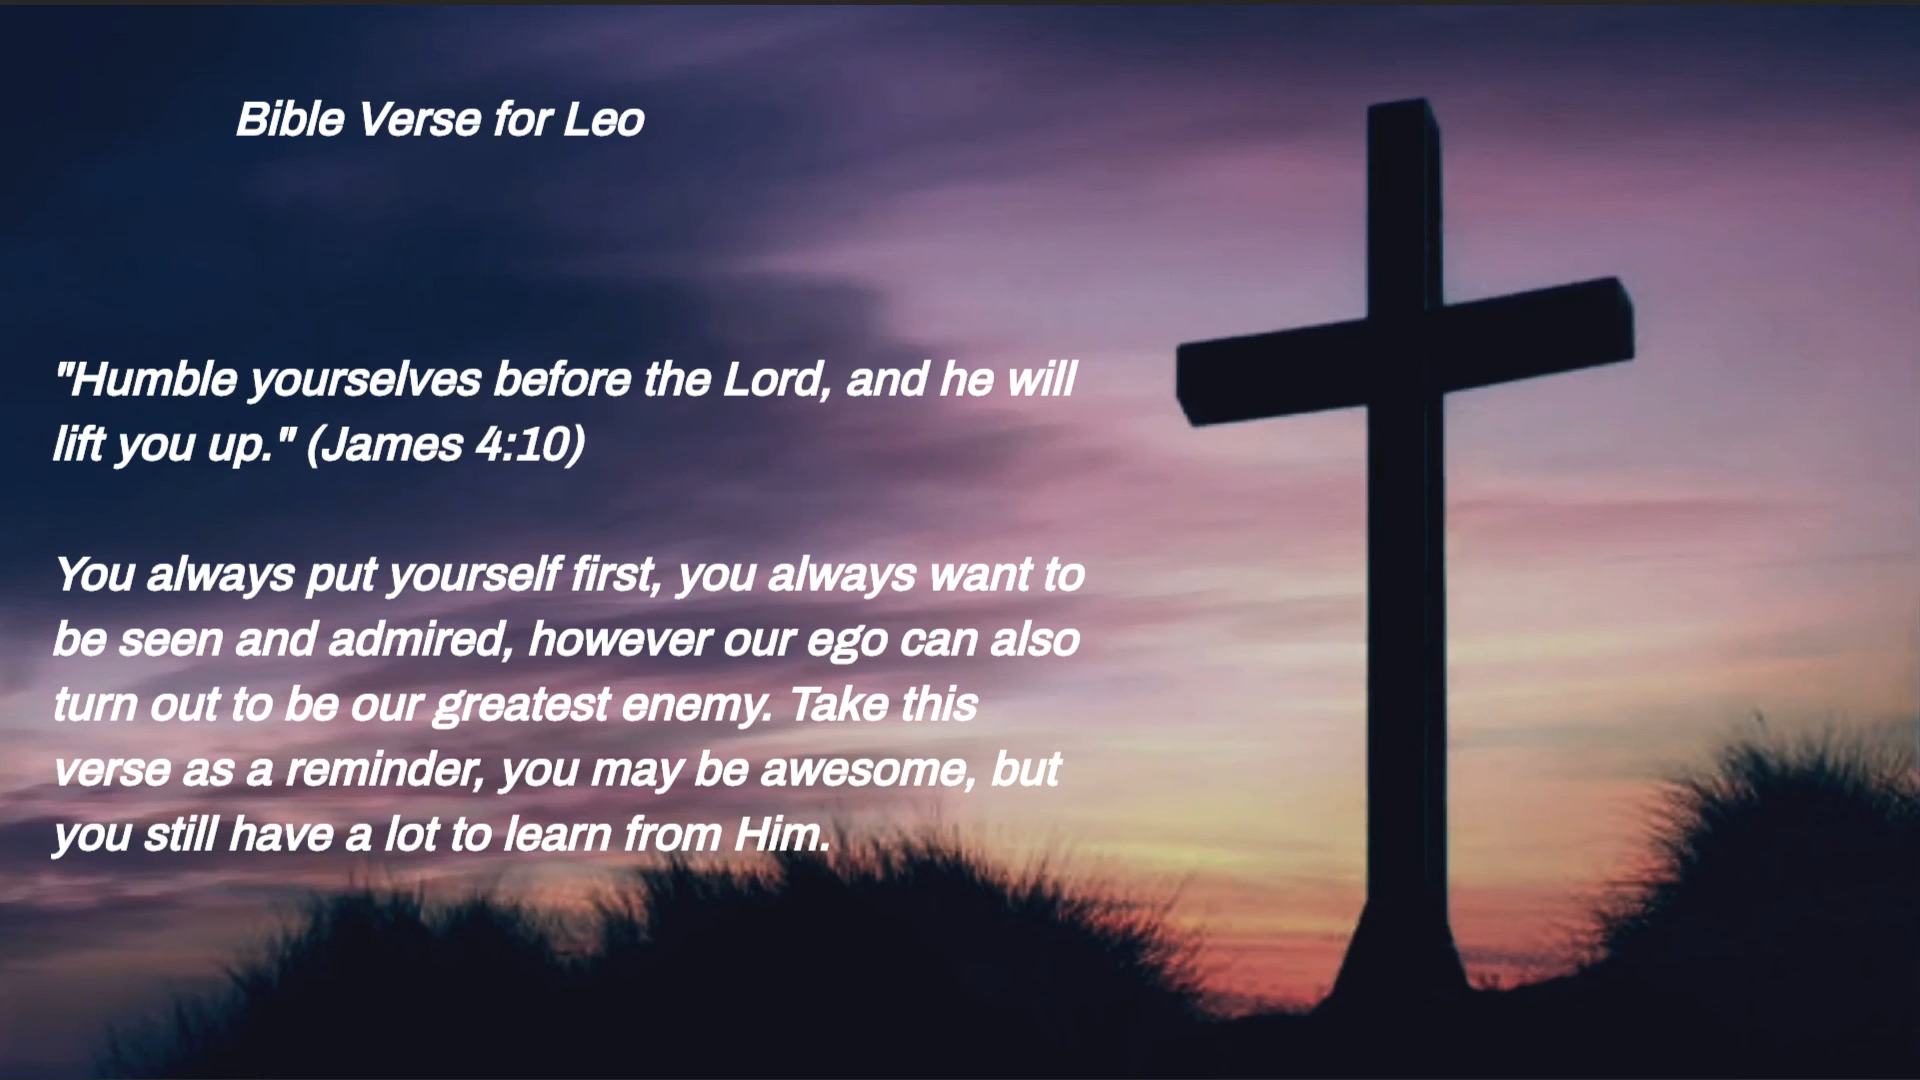 Bible Verse for Leo
"Humble yourselves before the Lord, and he will
lift you up." (James 4:10)
You always put yourself first, you always want to
be seen and admired, however our ego can also
turn out to be our greatest enemy. Take this
verse as a reminder, you may be awesome, but
you still have a lot to learn from Him.